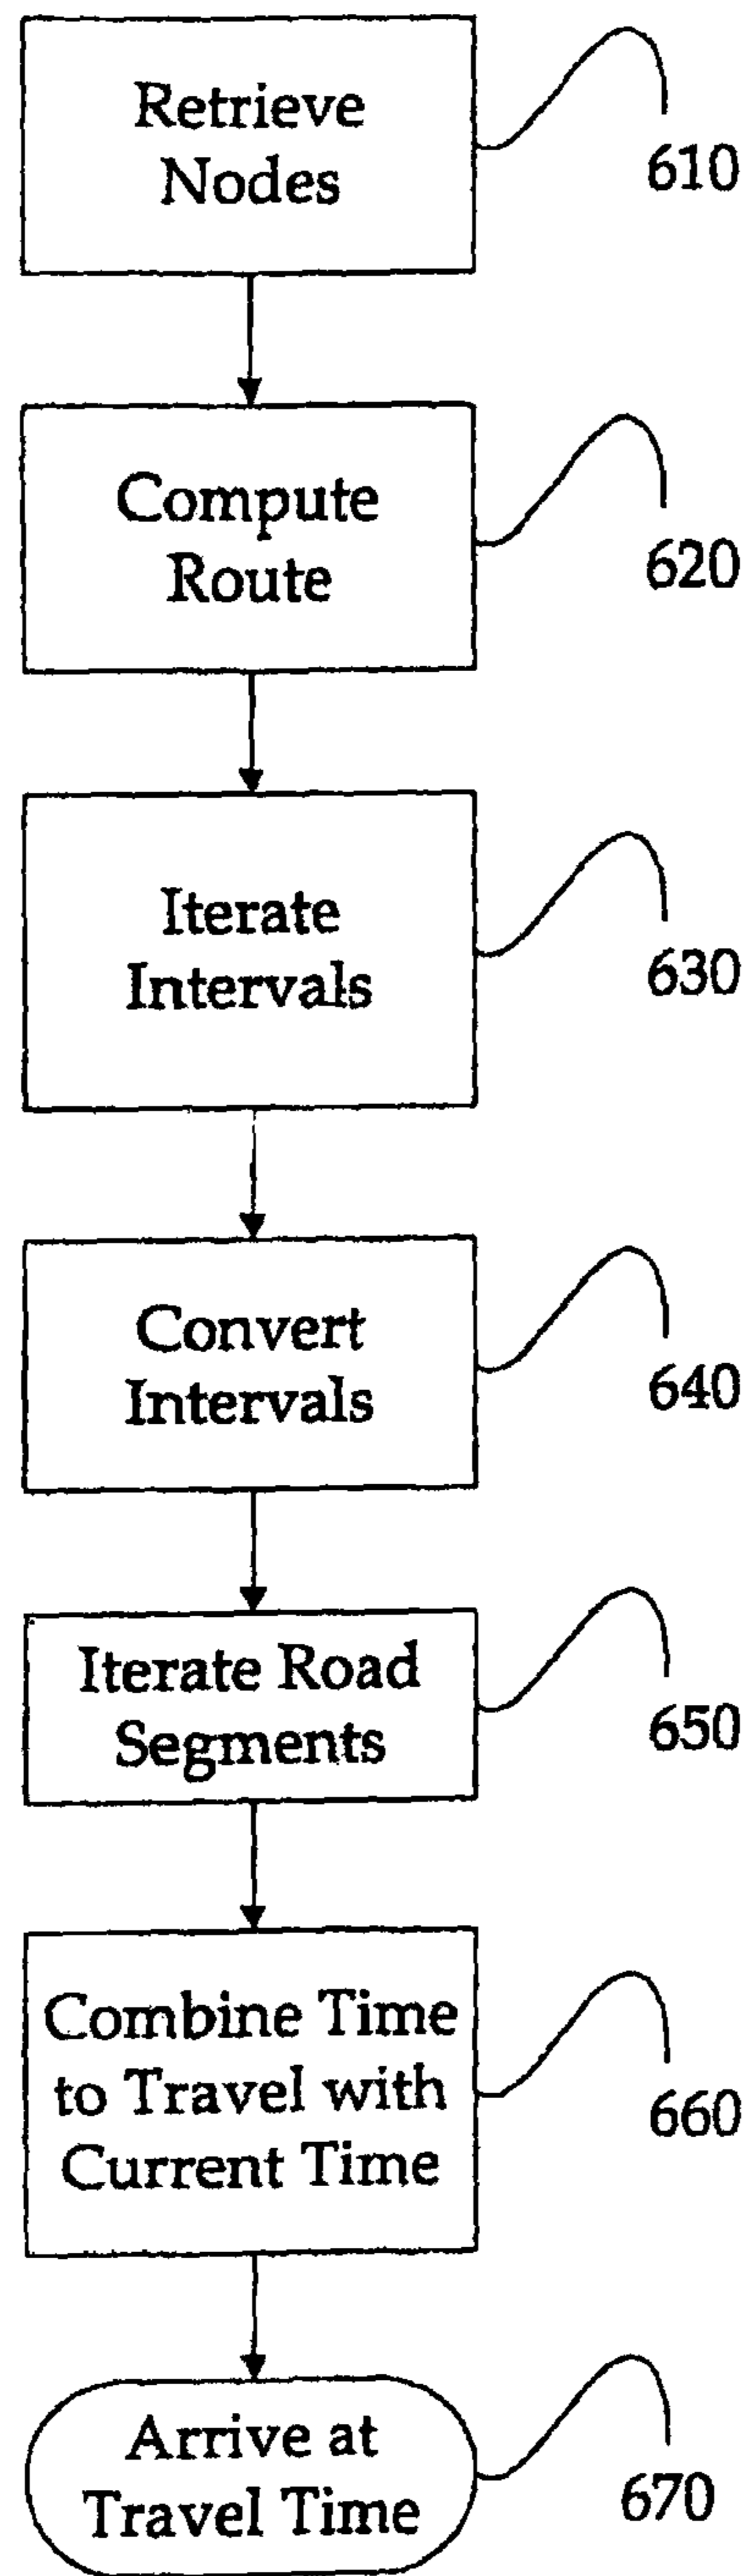 Retrieve
Nodes
610
Compute
Route
620
Iterate
Intervals
630
Convert
Intervals
640
Iterate Road
Segments
650
Combine Time
to Travel with
Current Time
660
Arrive at
Travel Time
670